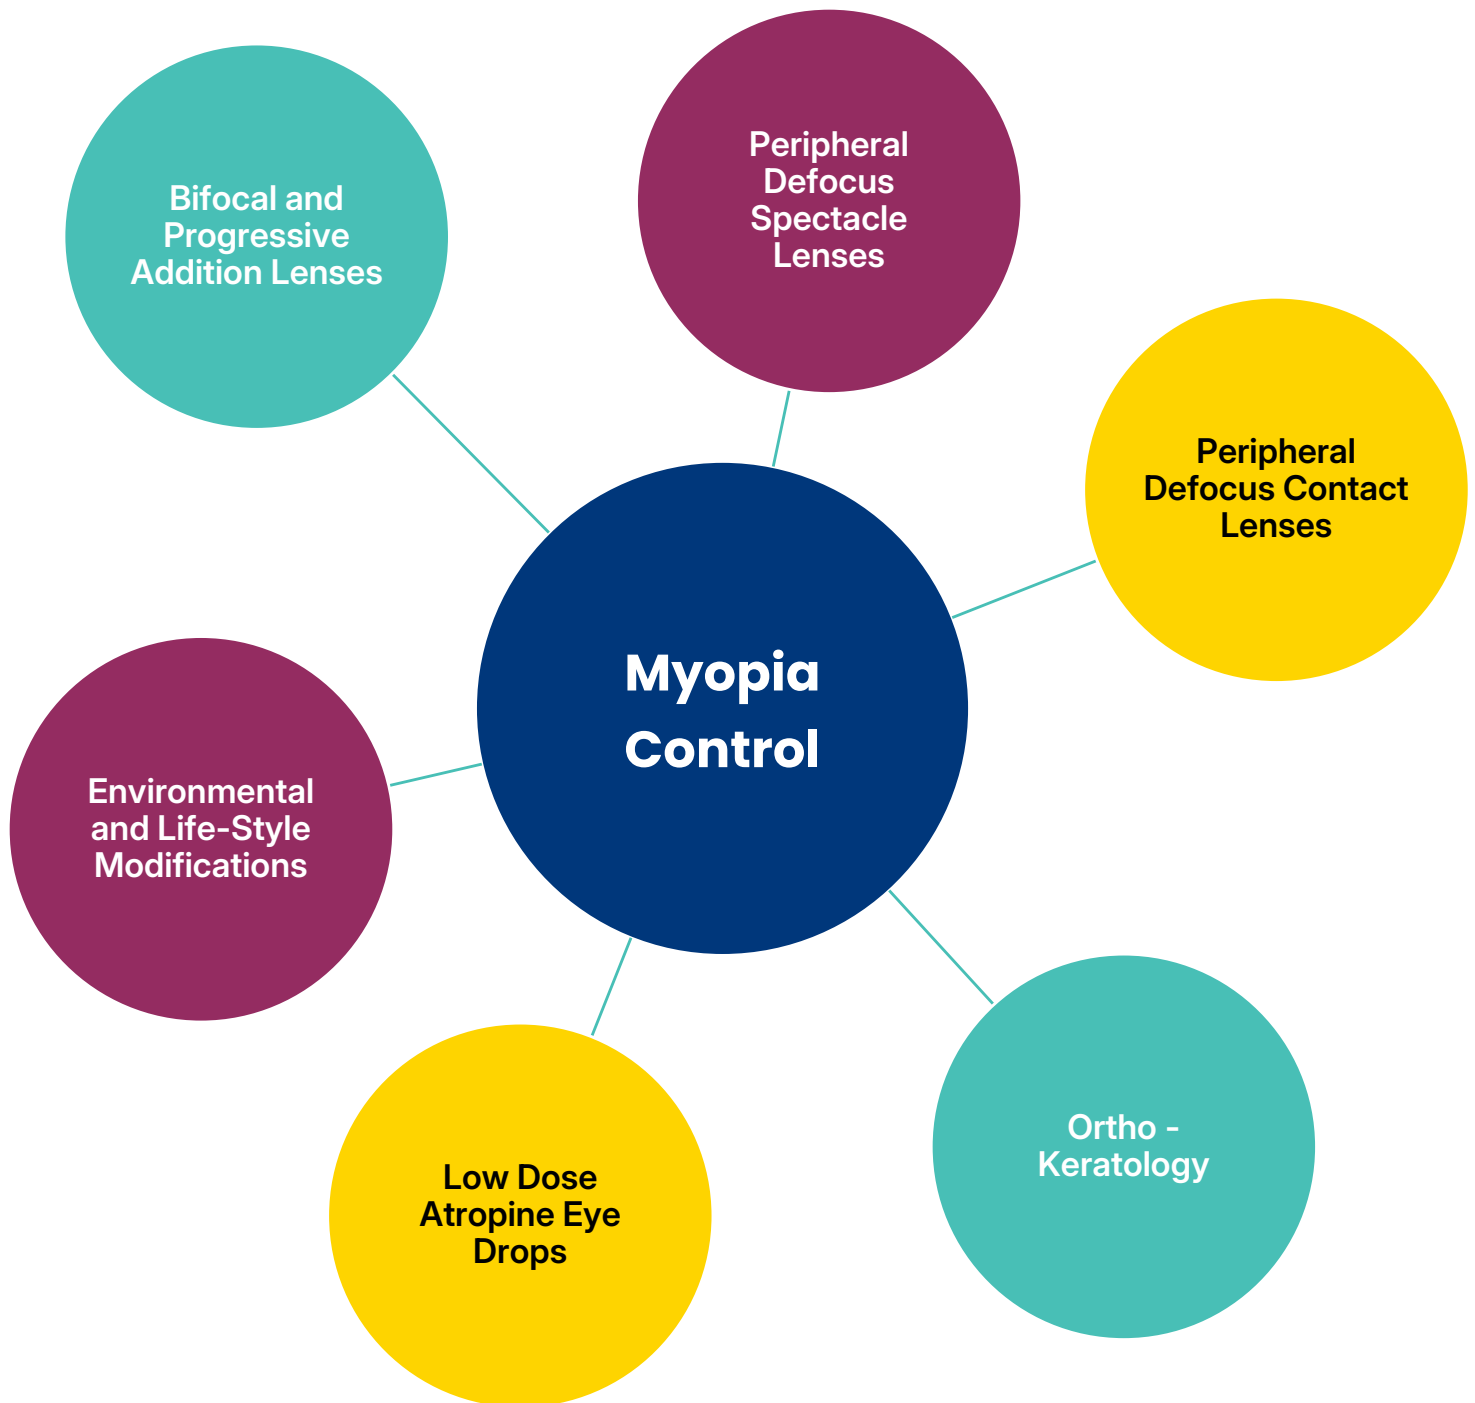 Peripheral
Defocus
Spectacle
Lenses
Bifocal and
Progressive
Addition Lenses
Peripheral
Defocus Contact
Lenses
Myopia
Control
Environmental
and Life-Style
Modifications
Ortho -
Keratology
Low Dose
Atropine Eye
Drops